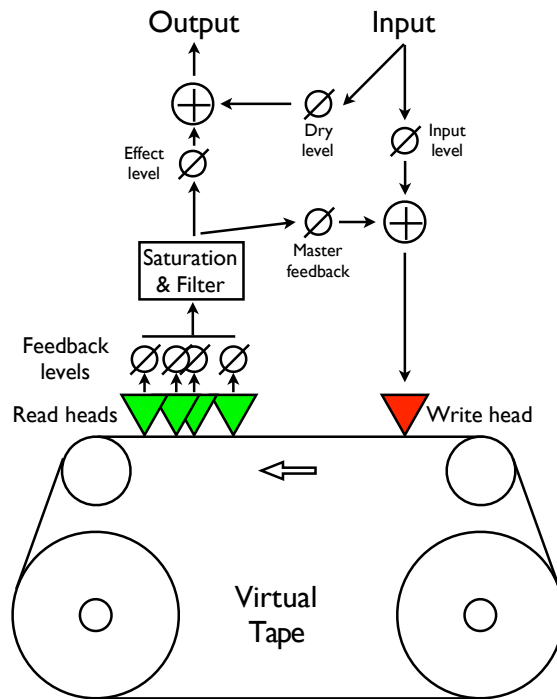 Output
Input
Dry
level
Input
level
Effect
level
Master
feedback
Saturation
& Filter
Feedback
levels
Read heads
Write head
Virtual
Tape